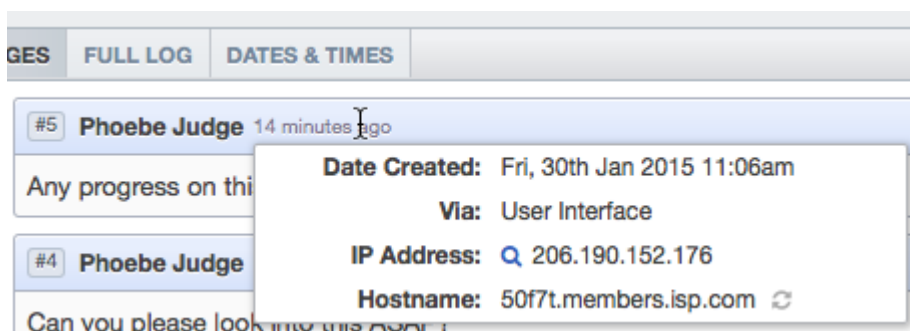 GES FULL LOG DATES & TIMES
#5 Phoebe Judge 14 minutes ago
Any progress on thi
Date Created: Fri, 30th Jan 2015 11:06am
Via: User Interface
IP Address: 206.190.152.176
Hostname: 50f7t.members.isp.com
#4 Phoebe Judge
Can you please look into this ASAP?